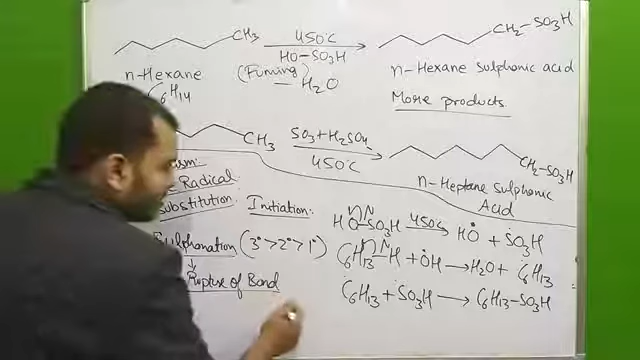 CH₃ 450°C CH₂-SO₃H
HO-SO₃H
n-Hexane (Fuming) -H₂O n-Hexane sulphonic acid
C₆H₁₄ More products
CH₃ SO₃+H₂SO₄ CH₂-SO₃H
450°C
n-Heptane Sulphonic
Acid
Radical
Substitution: Initiation:
HO-SO₃H 450°C HȮ + ṠO₃H
Sulphonation (3°>2°>1°)
C₆H₁₃-H + ȮH → H₂O + Ċ₆H₁₃
Rupture of Bond
Ċ₆H₁₃ + ṠO₃H → C₆H₁₃-SO₃H